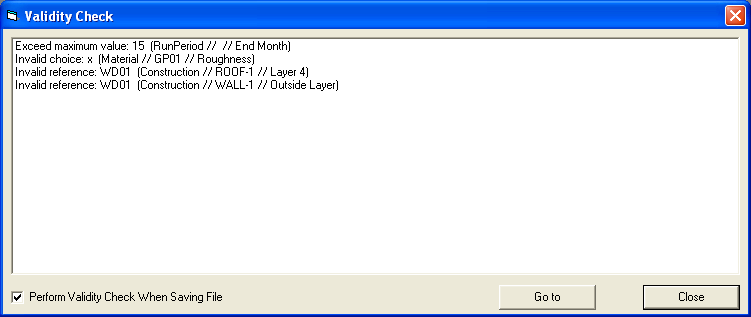 Validity Check
Exceed maximum value: 15  (RunPeriod //  // End Month)
Invalid choice: x  (Material // GP01 // Roughness)
Invalid reference: WD01  (Construction // ROOF-1 // Layer 4)
Invalid reference: WD01  (Construction // WALL-1 // Outside Layer)
Perform Validity Check When Saving File
Go to
Close